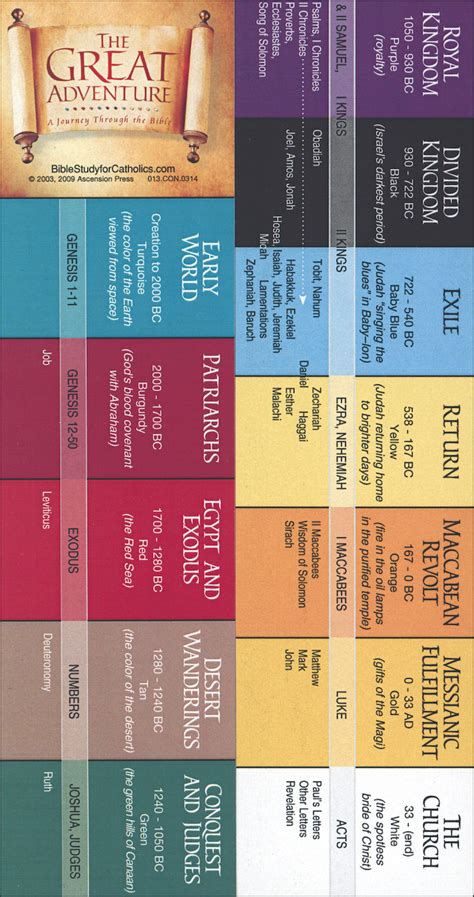 THE
GREAT
ADVENTURE
A Journey Through the Bible
BibleStudyforCatholics.com
© 2003, 2009 Ascension Press 013.CON.0314
EARLY
WORLD
Creation to 2000 BC
Turquoise
(the color of the Earth
viewed from space)
GENESIS 1-11
PATRIARCHS
2000 - 1700 BC
Burgundy
(God's blood covenant
with Abraham)
GENESIS 12-50
Job
EGYPT AND
EXODUS
1700 - 1280 BC
Red
(the Red Sea)
EXODUS
Leviticus
DESERT
WANDERINGS
1280 - 1240 BC
Tan
(the color of the desert)
NUMBERS
Deuteronomy
CONQUEST
AND JUDGES
1240 - 1050 BC
Green
(the green hills of Canaan)
JOSHUA, JUDGES
Ruth
ROYAL
KINGDOM
1050 - 930 BC
Purple
(royalty)
& II SAMUEL, I KINGS
Psalms, I Chronicles
II Chronicles
Proverbs,
Ecclesiastes,
Song of Solomon
DIVIDED
KINGDOM
930 - 722 BC
Black
(Israel's darkest period)
II KINGS
Obadiah
Joel, Amos, Jonah
Hosea, Isaiah, Judith, Jeremiah
Micah Lamentations
Zephaniah, Baruch
EXILE
722 - 540 BC
Baby Blue
(Judah "singing the
blues" in Baby-lon)
Tobit, Nahum
Habakkuk, Ezekiel
Daniel
RETURN
538 - 167 BC
Yellow
(Judah returning home
to brighter days)
EZRA, NEHEMIAH
Zechariah
Haggai
Esther
Malachi
MACCABEAN
REVOLT
167 - 0 BC
Orange
(fire in the oil lamps
in the purified temple)
I MACCABEES
II Maccabees
Wisdom of Solomon
Sirach
MESSIANIC
FULFILLMENT
0 - 33 AD
Gold
(gifts of the Magi)
LUKE
Matthew
Mark
John
THE
CHURCH
33 - (end)
White
(the spotless
bride of Christ)
ACTS
Paul's Letters
Other Letters
Revelation